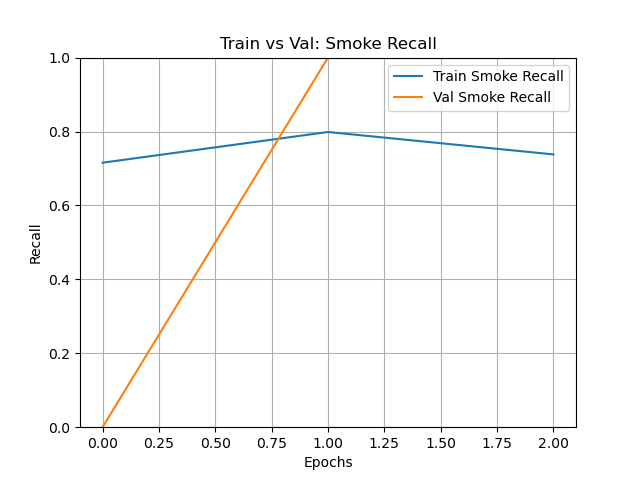 Train vs Val: Smoke Recall
Train Smoke Recall
Val Smoke Recall
Recall
1.0
0.8
0.6
0.4
0.2
0.0
0.00 0.25 0.50 0.75 1.00 1.25 1.50 1.75 2.00
Epochs